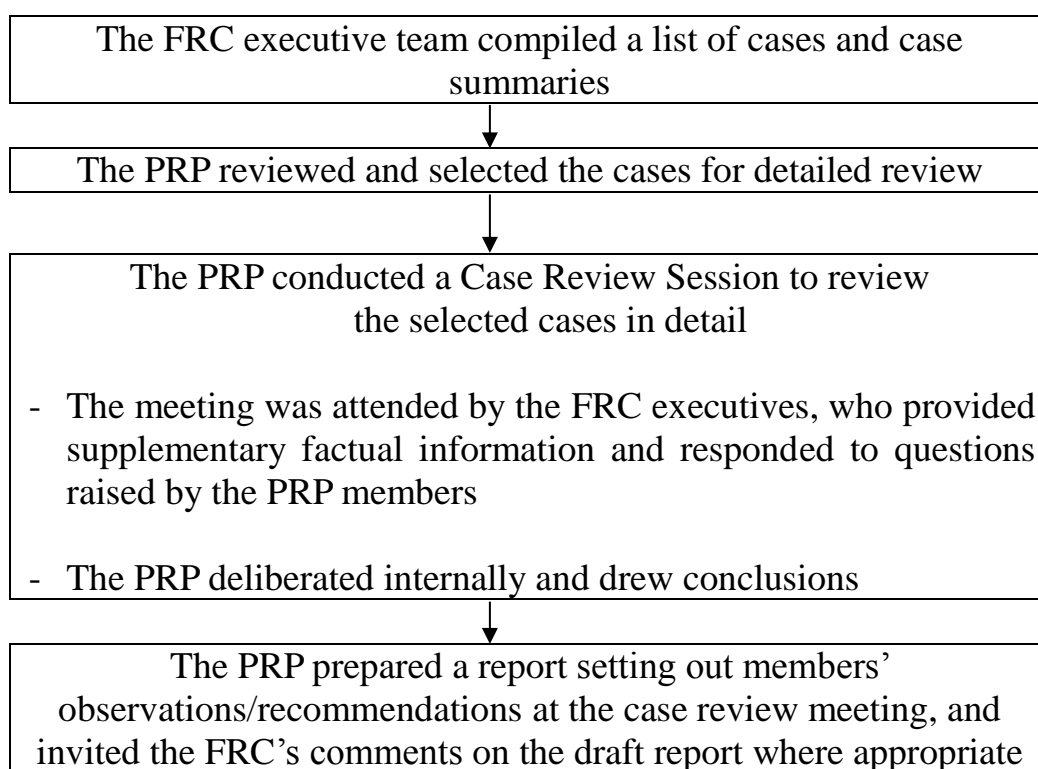 The FRC executive team compiled a list of cases and case
summaries
The PRP reviewed and selected the cases for detailed review
The PRP conducted a Case Review Session to review
the selected cases in detail
- The meeting was attended by the FRC executives, who provided
supplementary factual information and responded to questions
raised by the PRP members
- The PRP deliberated internally and drew conclusions
The PRP prepared a report setting out members’
observations/recommendations at the case review meeting, and
invited the FRC’s comments on the draft report where appropriate